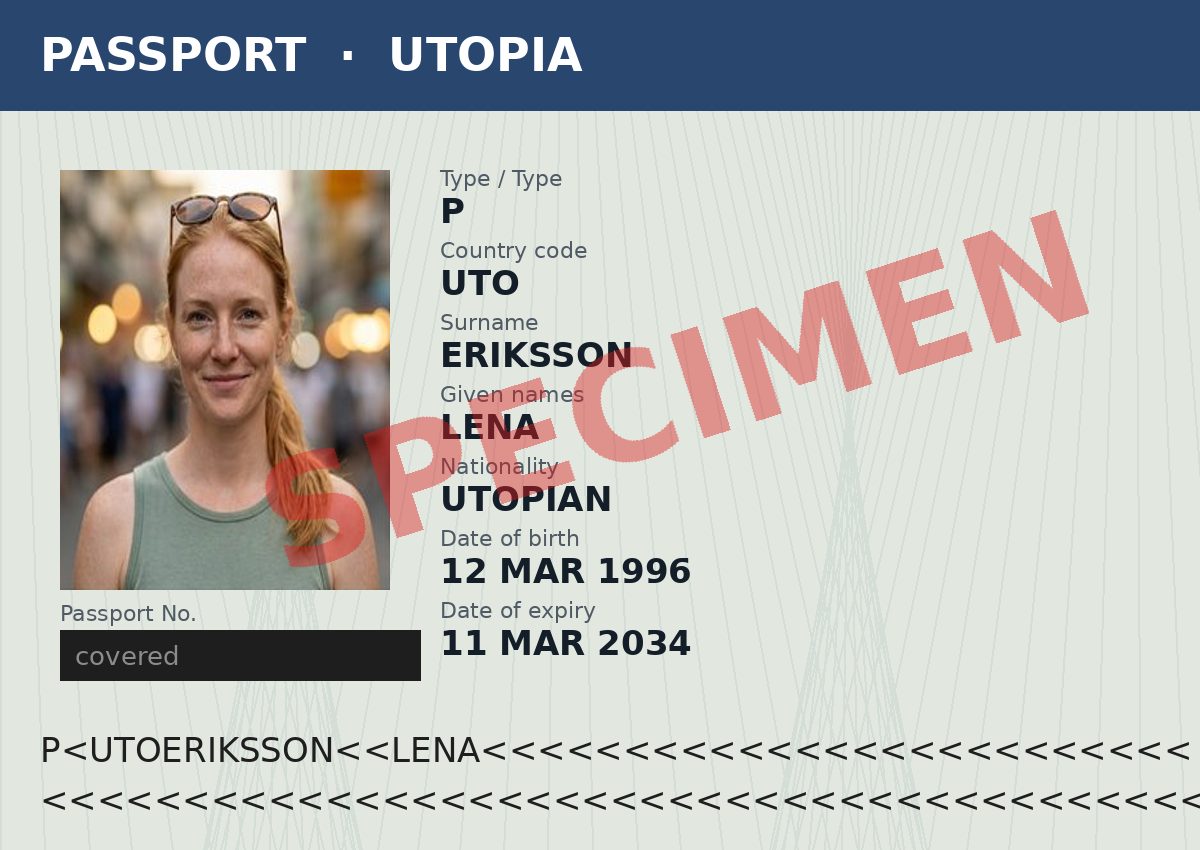 PASSPORT · UTOPIA
Type / Type
P
Country code
UTO
Surname
ERIKSSON
Given names
LENA
Nationality
UTOPIAN
Date of birth
12 MAR 1996
Date of expiry
11 MAR 2034
SPECIMEN
Passport No.
covered
P<UTOERIKSSON<<LENA<<<<<<<<<<<<<<<<<<<<<<<<<
<<<<<<<<<<<<<<<<<<<<<<<<<<<<<<<<<<<<<<<<<